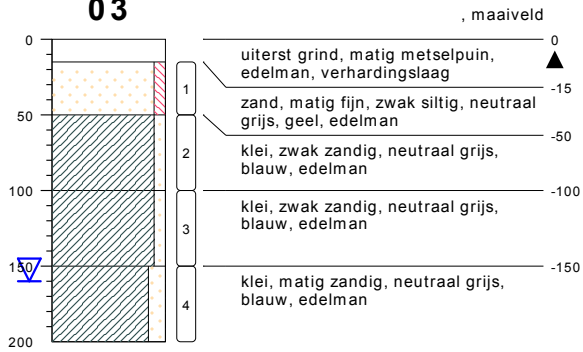 03
, maaiveld
0
0
uiterst grind, matig metselpuin,
edelman, verhardingslaag
-15
1
zand, matig fijn, zwak siltig, neutraal
grijs, geel, edelman
50
-50
2
klei, zwak zandig, neutraal grijs,
blauw, edelman
100
-100
3
klei, zwak zandig, neutraal grijs,
blauw, edelman
150
-150
4
klei, matig zandig, neutraal grijs,
blauw, edelman
200